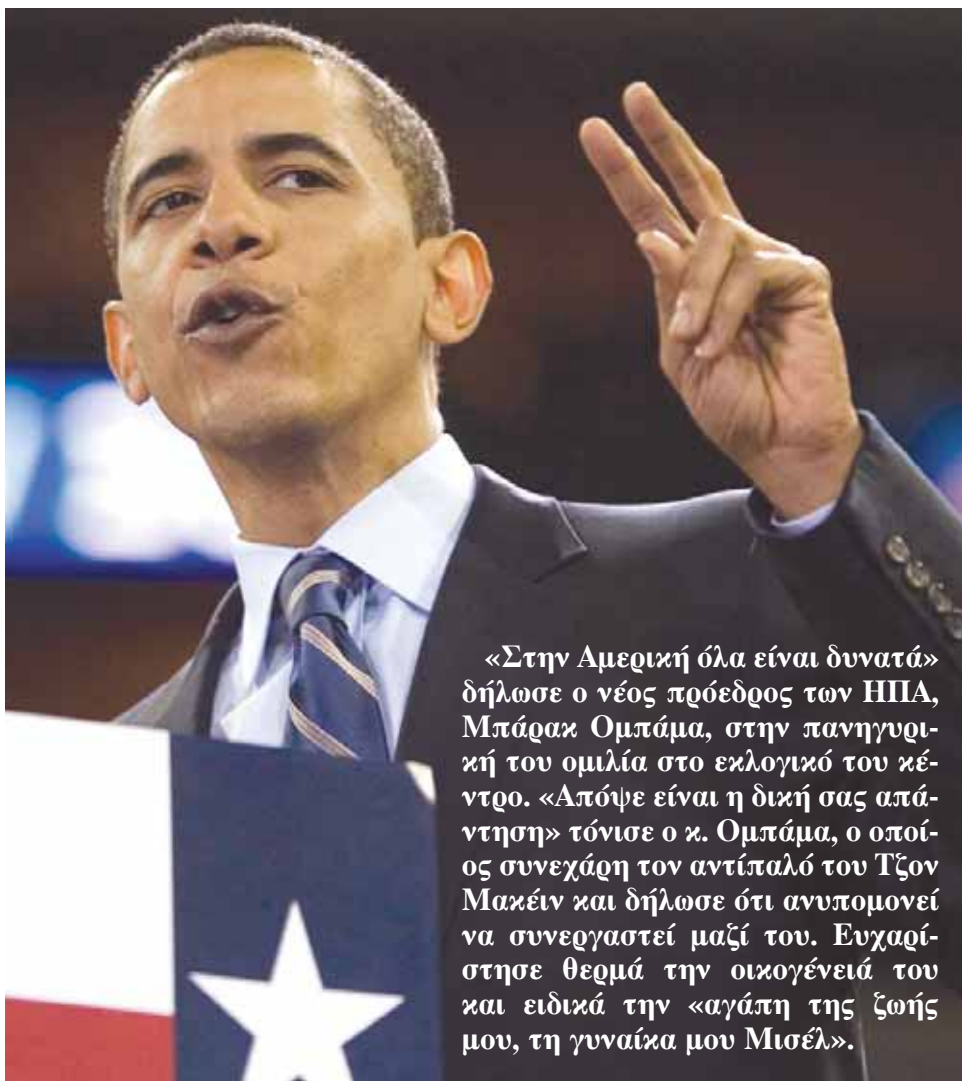 «Στην Αμερική όλα είναι δυνατά»
δήλωσε ο νέος πρόεδρος των ΗΠΑ,
Μπάρακ Ομπάμα, στην πανηγυρι-
κή του ομιλία στο εκλογικό του κέ-
ντρο. «Απόψε είναι η δική σας απά-
ντηση» τόνισε ο κ. Ομπάμα, ο οποί-
ος συνεχάρη τον αντίπαλό του Τζον
Μακέιν και δήλωσε ότι ανυπομονεί
να συνεργαστεί μαζί του. Ευχαρί-
στησε θερμά την οικογένειά του
και ειδικά την «αγάπη της ζωής
μου, τη γυναίκα μου Μισέλ».